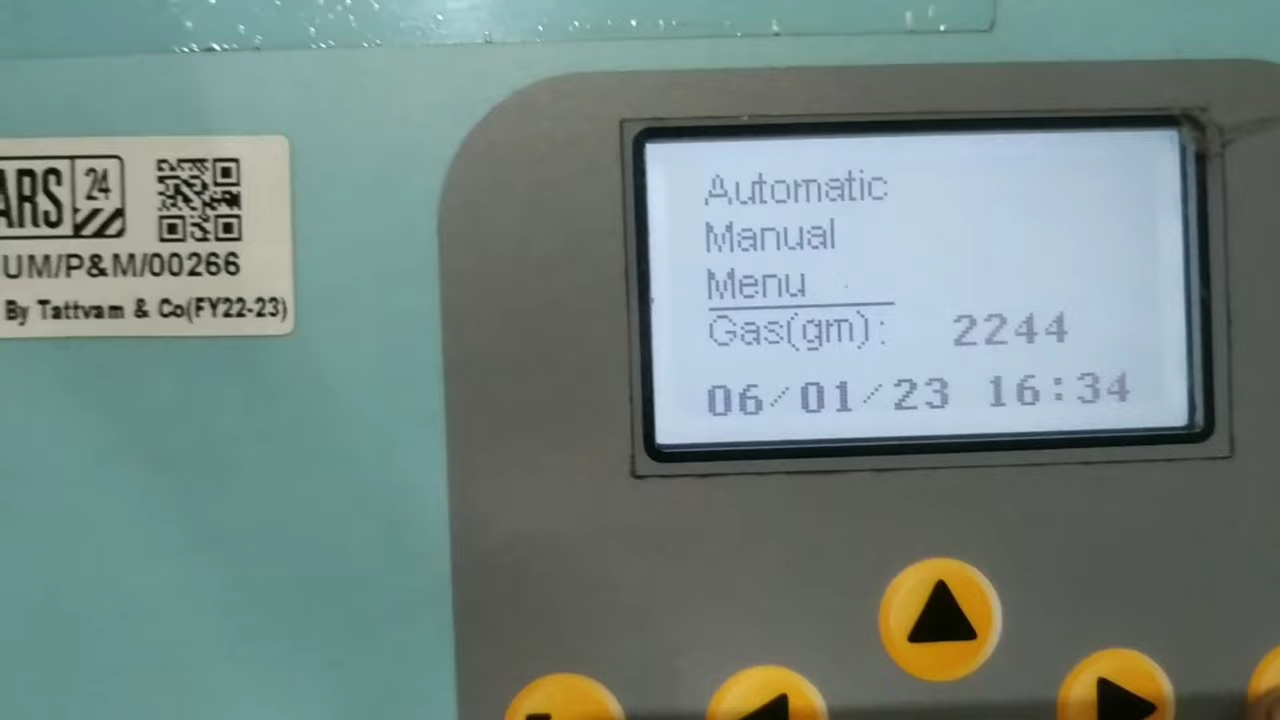 ARS 24
UM/P&M/00266
By Tattvam & Co(FY22-23)
Automatic
Manual
Menu
Gas(gm): 2244
06/01/23 16:34